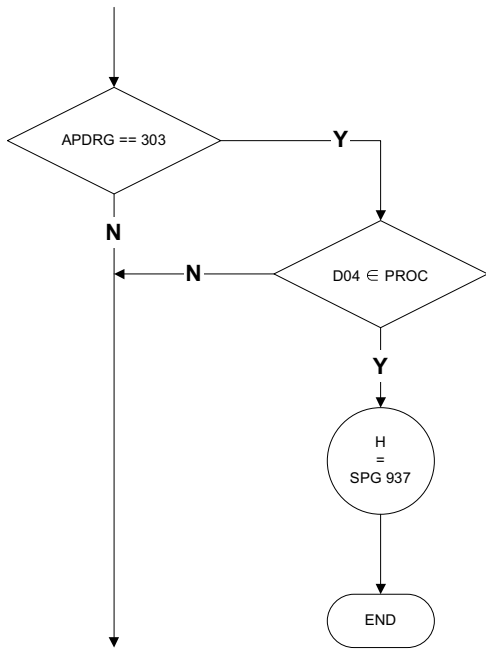 APDRG == 303
Y
N
N
D04 ∈ PROC
Y
H
=
SPG 937
END